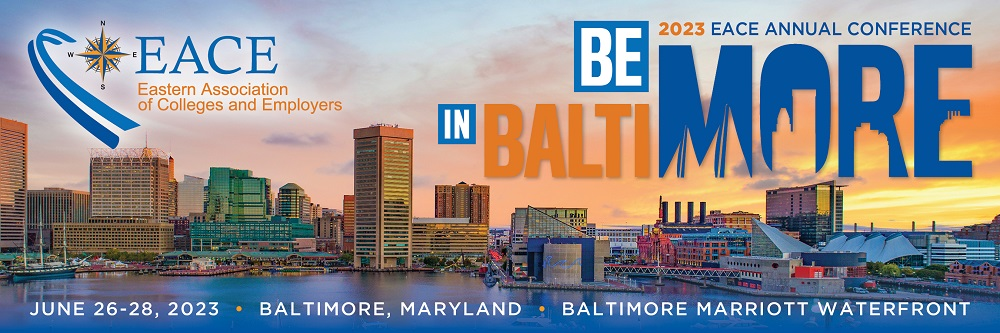 N
W E
S
EACE
Eastern Association
of Colleges and Employers
2023 EACE ANNUAL CONFERENCE
BE
IN BALTIMORE
JUNE 26-28, 2023 • BALTIMORE, MARYLAND • BALTIMORE MARRIOTT WATERFRONT